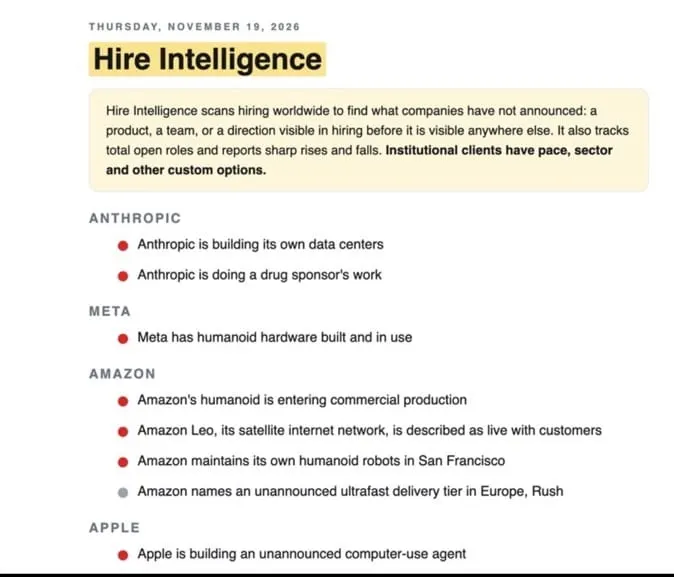 THURSDAY, NOVEMBER 19, 2026
Hire Intelligence
Hire Intelligence scans hiring worldwide to find what companies have not announced: a
product, a team, or a direction visible in hiring before it is visible anywhere else. It also tracks
total open roles and reports sharp rises and falls. Institutional clients have pace, sector
and other custom options.
ANTHROPIC
Anthropic is building its own data centers
Anthropic is doing a drug sponsor's work
META
Meta has humanoid hardware built and in use
AMAZON
Amazon's humanoid is entering commercial production
Amazon Leo, its satellite internet network, is described as live with customers
Amazon maintains its own humanoid robots in San Francisco
Amazon names an unannounced ultrafast delivery tier in Europe, Rush
APPLE
Apple is building an unannounced computer-use agent